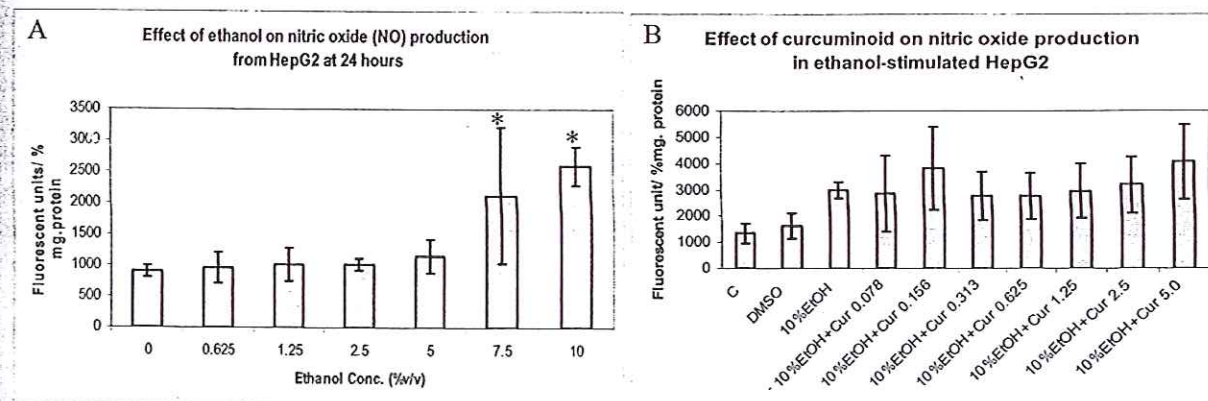 A
Effect of ethanol on nitric oxide (NO) production
from HepG2 at 24 hours
Fluorescent units/ %
mg.protein
3500
3000
2500
2000
1500
1000
500
0
*
*
0 0.625 1.25 2.5 5 7.5 10
Ethanol Conc. (%v/v)
B
Effect of curcuminoid on nitric oxide production
in ethanol-stimulated HepG2
Fluorescent unit/ %mg. protein
6000
5000
4000
3000
2000
1000
0
C
DMSO
10%EtOH
10%EtOH+Cur 0.078
10%EtOH+Cur 0.156
10%EtOH+Cur 0.313
10%EtOH+Cur 0.625
10%EtOH+Cur 1.25
10%EtOH+Cur 2.5
10%EtOH+Cur 5.0